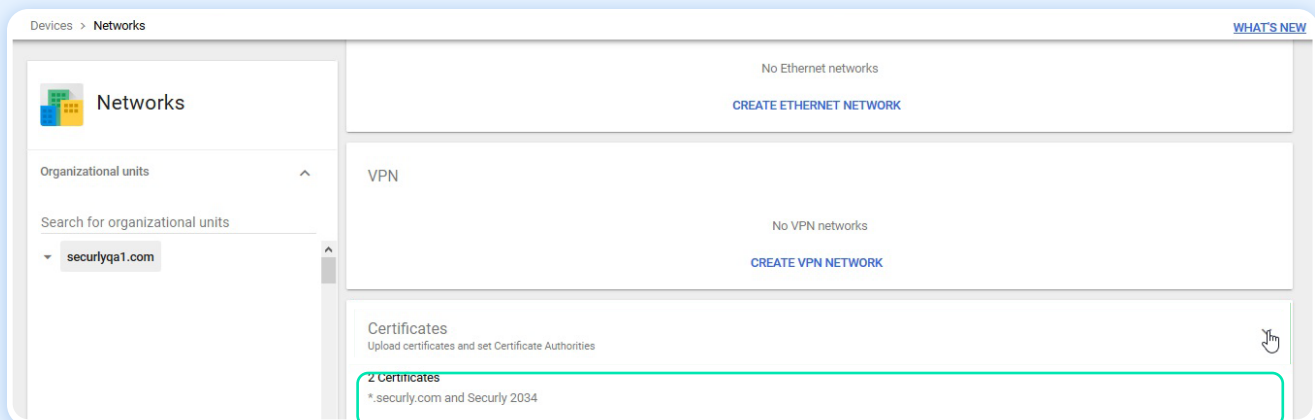 Devices > Networks
WHAT'S NEW
Networks
Organizational units
Search for organizational units
securlyqa1.com
No Ethernet networks
CREATE ETHERNET NETWORK
VPN
No VPN networks
CREATE VPN NETWORK
Certificates
Upload certificates and set Certificate Authorities
2 Certificates
*.securly.com and Securly 2034